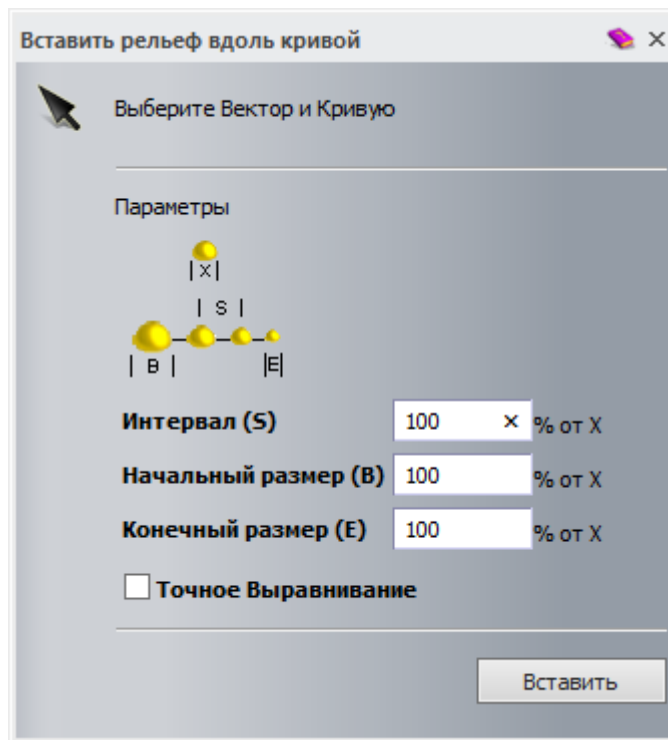 Вставить рельеф вдоль кривой
Выберите Вектор и Кривую
Параметры
|X|
| S |
| B | |E|
Интервал (S) 100 × % от X
Начальный размер (B) 100 % от X
Конечный размер (E) 100 % от X
Точное Выравнивание
Вставить